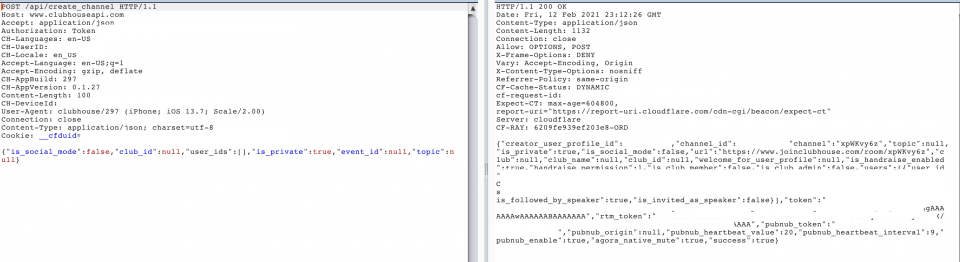 POST /api/create_channel HTTP/1.1
Host: www.clubhouseapi.com
Accept: application/json
Authorization: Token
CH-Languages: en-US
CH-UserID:
CH-Locale: en_US
Accept-Language: en-US;q=1
Accept-Encoding: gzip, deflate
CH-AppBuild: 297
CH-AppVersion: 0.1.27
Content-Length: 100
CH-DeviceId:
User-Agent: clubhouse/297 (iPhone; iOS 13.7; Scale/2.00)
Connection: close
Content-Type: application/json; charset=utf-8
Cookie: __cfduid=
{"is_social_mode":false,"club_id":null,"user_ids":[],"is_private":true,"event_id":null,"topic":n
ull}
HTTP/1.1 200 OK
Date: Fri, 12 Feb 2021 23:12:26 GMT
Content-Type: application/json
Content-Length: 1132
Connection: close
Allow: OPTIONS, POST
X-Frame-Options: DENY
Vary: Accept-Encoding, Origin
X-Content-Type-Options: nosniff
Referrer-Policy: same-origin
CF-Cache-Status: DYNAMIC
cf-request-id:
Expect-CT: max-age=604800,
report-uri="https://report-uri.cloudflare.com/cdn-cgi/beacon/expect-ct"
Server: cloudflare
CF-RAY: 6209fe939ef203e8-ORD
{"creator_user_profile_id": ,"channel_id": "channel":"xpWKvy6z","topic":null,
"is_private":true,"is_social_mode":false,"url":"https://www.joinclubhouse.com/room/xpWKvy6z","c
lub":null,"club_name":null,"club_id":null,"welcome_for_user_profile":null,"is_handraise_enabled
":true,"handraise_permission":1,"is_club_member":false,"is_club_admin":false,"users":[{"user_id
"
C
s
is_followed_by_speaker":true,"is_invited_as_speaker":false}],"token":"
gAAA
AAAAwAAAAAABAAAAAAA","rtm_token":"
AAA","pubnub_token":"
","pubnub_origin":null,"pubnub_heartbeat_value":20,"pubnub_heartbeat_interval":9,"
pubnub_enable":true,"agora_native_mute":true,"success":true}